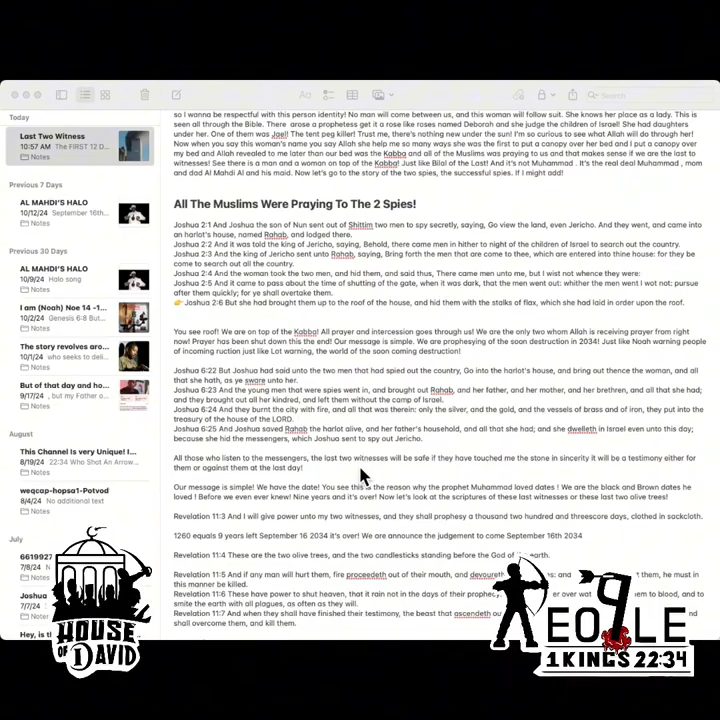 Search
Aa
Today
Last Two Witness
10:57 AM The FIRST 12 D...
Notes
Previous 7 Days
AL MAHDI'S HALO
10/12/24 September 16th...
Notes
Previous 30 Days
AL MAHDI'S HALO
10/9/24 Halo song
Notes
I am (Noah) Noe 14 -1...
10/2/24 Genesis 6:8 But...
Notes
The story revolves aro...
10/1/24 who seeks to deli...
Notes
But of that day and ho...
9/17/24 , but my Father o...
Notes
August
This Channel Is very Unique! I...
8/19/24 22:34 Who Shot An Arrow...
Notes
weqcap-hopsa1-Potvod
8/4/24 No additional text
Notes
July
6619927
7/8/24
Notes
Joshua
7/7/24
Notes
Hey, is th
so I wanna be respectful with this person identity! No man will come between us, and this woman will follow suit. She knows her place as a lady. This is
seen all through the Bible. There arose a prophetess get it a rose like roses named Deborah and she judge the children of Israel! She had daughters
under her. One of them was Jael! The tent peg killer! Trust me, there's nothing new under the sun! I'm so curious to see what Allah will do through her!
Now when you say this woman's name you say Allah she help me so many ways she was the first to put a canopy over her bed and I put a canopy over
my bed and Allah revealed to me later than our bed was the Kabba and all of the Muslims was praying to us and that makes sense if we are the last to
witnesses! See there is a man and a woman on top of the Kabba! Just like Bilal of the Lost! And it's not Muhammad . It's the real deal Muhammad , mom
and dad Al Mahdi Al and his maid. Now let's go to the story of the two spies, the successful spies. If I might add!
All The Muslims Were Praying To The 2 Spies!
Joshua 2:1 And Joshua the son of Nun sent out of Shittim two men to spy secretly, saying, Go view the land, even Jericho. And they went, and came into
an harlot's house, named Rahab, and lodged there.
Joshua 2:2 And it was told the king of Jericho, saying, Behold, there came men in hither to night of the children of Israel to search out the country.
Joshua 2:3 And the king of Jericho sent unto Rahab, saying, Bring forth the men that are come to thee, which are entered into thine house: for they be
come to search out all the country.
Joshua 2:4 And the woman took the two men, and hid them, and said thus, There came men unto me, but I wist not whence they were:
Joshua 2:5 And it came to pass about the time of shutting of the gate, when it was dark, that the men went out: whither the men went I wot not: pursue
after them quickly; for ye shall overtake them.
👉 Joshua 2:6 But she had brought them up to the roof of the house, and hid them with the stalks of flax, which she had laid in order upon the roof.
You see roof! We are on top of the Kabba! All prayer and intercession goes through us! We are the only two whom Allah is receiving prayer from right
now! Prayer has been shut down this the end! Our message is simple. We are prophesying of the soon destruction in 2034! Just like Noah warning people
of incoming ruction just like Lot warning, the world of the soon coming destruction!
Joshua 6:22 But Joshua had said unto the two men that had spied out the country, Go into the harlot's house, and bring out thence the woman, and all
that she hath, as ye sware unto her.
Joshua 6:23 And the young men that were spies went in, and brought out Rahab, and her father, and her mother, and her brethren, and all that she had;
and they brought out all her kindred, and left them without the camp of Israel.
Joshua 6:24 And they burnt the city with fire, and all that was therein: only the silver, and the gold, and the vessels of brass and of iron, they put into the
treasury of the house of the LORD.
Joshua 6:25 And Joshua saved Rahab the harlot alive, and her father's household, and all that she had; and she dwelleth in Israel even unto this day;
because she hid the messengers, which Joshua sent to spy out Jericho.
All those who listen to the messengers, the last two witnesses will be safe if they have touched me the stone in sincerity it will be a testimony either for
them or against them at the last day!
Our message is simple! We have the date! You see this is the reason why the prophet Muhammad loved dates ! We are the black and Brown dates he
loved ! Before we even ever knew! Nine years and it's over! Now let's look at the scriptures of these last witnesses or these last two olive trees!
Revelation 11:3 And I will give power unto my two witnesses, and they shall prophesy a thousand two hundred and threescore days, clothed in sackcloth.
1260 equals 9 years left September 16 2034 it's over! We are announce the judgement to come September 16th 2034
Revelation 11:4 These are the two olive trees, and the two candlesticks standing before the God of the earth.
Revelation 11:5 And if any man will hurt them, fire proceedeth out of their mouth, and devoureth ies: and t them, he must in
this manner be killed.
Revelation 11:6 These have power to shut heaven, that it rain not in the days of their prophecy er over wat hem to blood, and to
smite the earth with all plagues, as often as they will.
Revelation 11:7 And when they shall have finished their testimony, the beast that ascendeth ou and
shall overcome them, and kill them.
HOUSE
OF DAVID
PEOPLE
1 KINGS 22:34